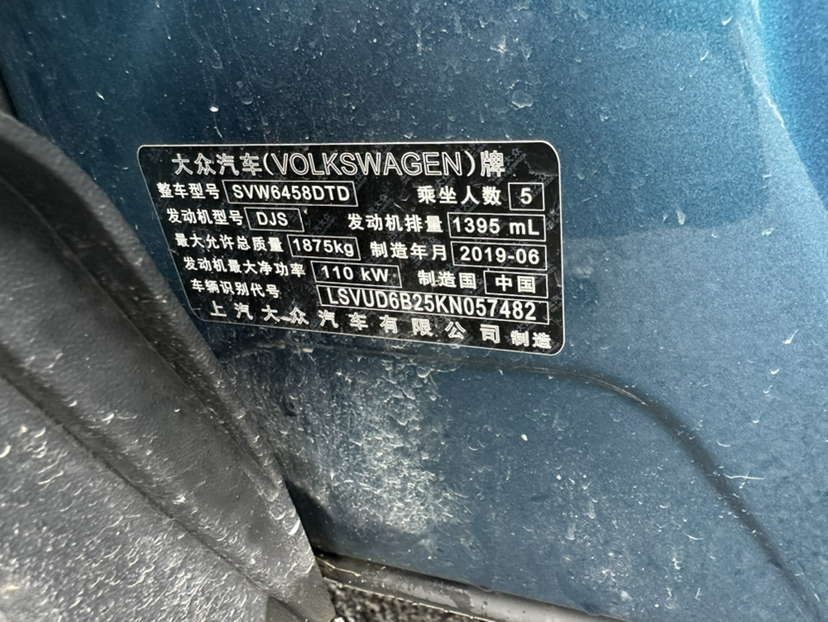 大众汽车(VOLKSWAGEN)牌
整车型号 SVW6458DTD 乘坐人数 5
发动机型号 DJS 发动机排量 1395 mL
最大允许总质量 1875kg 制造年月 2019-06
发动机最大净功率 110 kW 制造国 中国
车辆识别代号 LSVUD6B25KN057482
上汽大众汽车有限公司 制造